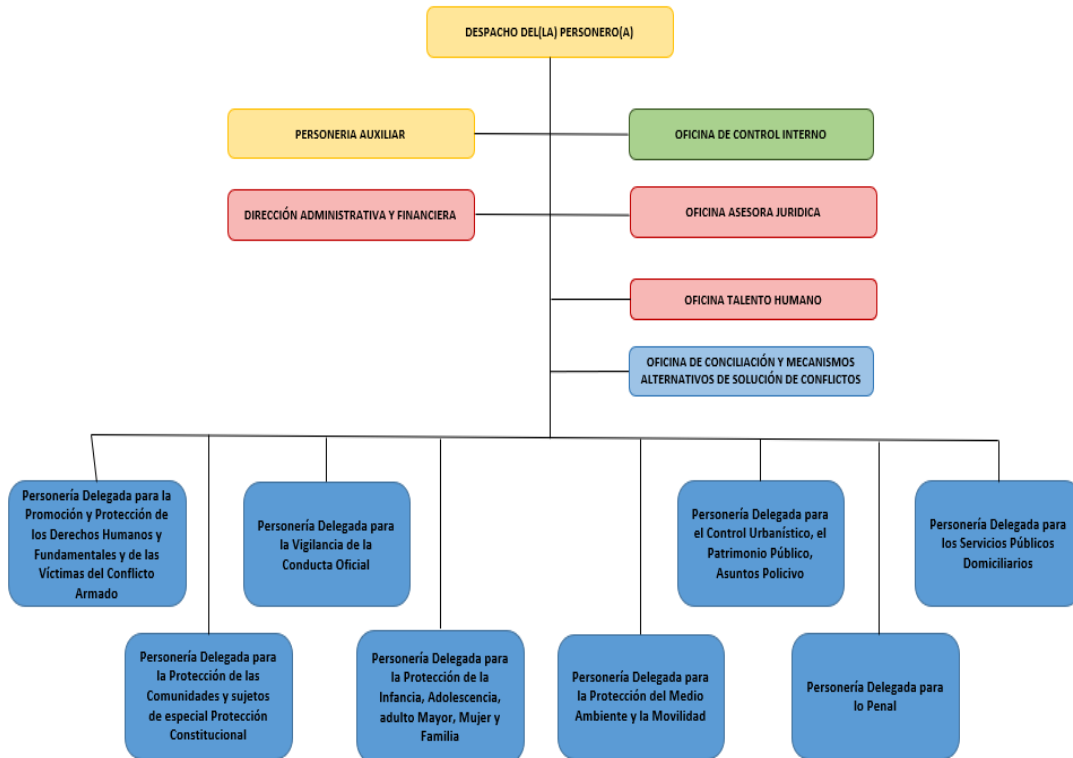 DESPACHO DEL(LA) PERSONERO(A)
PERSONERIA AUXILIAR
OFICINA DE CONTROL INTERNO
DIRECCIÓN ADMINISTRATIVA Y FINANCIERA
OFICINA ASESORA JURIDICA
OFICINA TALENTO HUMANO
OFICINA DE CONCILIACIÓN Y MECANISMOS
ALTERNATIVOS DE SOLUCIÓN DE CONFLICTOS
Personería Delegada para la
Promoción y Protección de
los Derechos Humanos y
Fundamentales y de las
Víctimas del Conflicto
Armado
Personería Delegada para
la Vigilancia de la
Conducta Oficial
Personería Delegada para
el Control Urbanístico, el
Patrimonio Público,
Asuntos Policivo
Personería Delegada para
los Servicios Públicos
Domiciliarios
Personería Delegada para
la Protección de las
Comunidades y sujetos
de especial Protección
Constitucional
Personería Delegada para
la Protección de la
Infancia, Adolescencia,
adulto Mayor, Mujer y
Familia
Personería Delegada para
la Protección del Medio
Ambiente y la Movilidad
Personería Delegada para
lo Penal